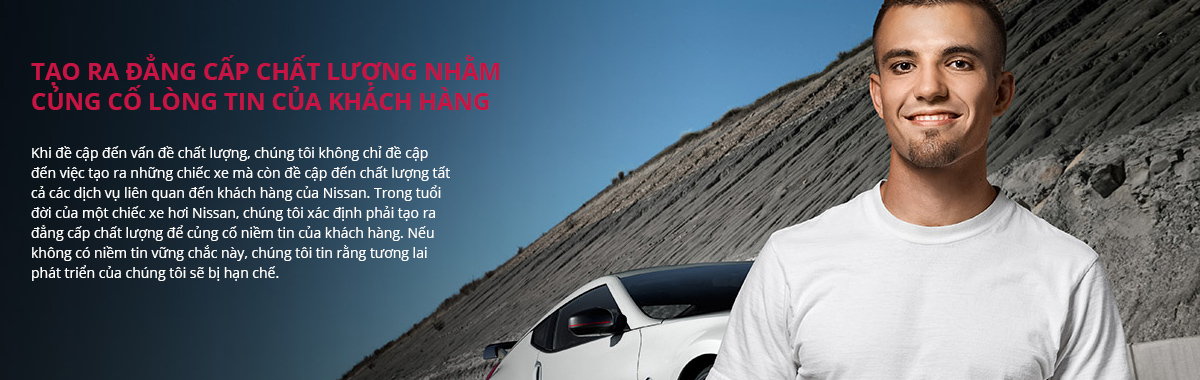 TẠO RA ĐẲNG CẤP CHẤT LƯỢNG NHẰM
CỦNG CỐ LÒNG TIN CỦA KHÁCH HÀNG
Khi đề cập đến vấn đề chất lượng, chúng tôi không chỉ đề cập
đến việc tạo ra những chiếc xe mà còn đề cập đến chất lượng tất
cả các dịch vụ liên quan đến khách hàng của Nissan. Trong tuổi
đời của một chiếc xe hơi Nissan, chúng tôi xác định phải tạo ra
đẳng cấp chất lượng để củng cố niềm tin của khách hàng. Nếu
không có niềm tin vững chắc này, chúng tôi tin rằng tương lai
phát triển của chúng tôi sẽ bị hạn chế.